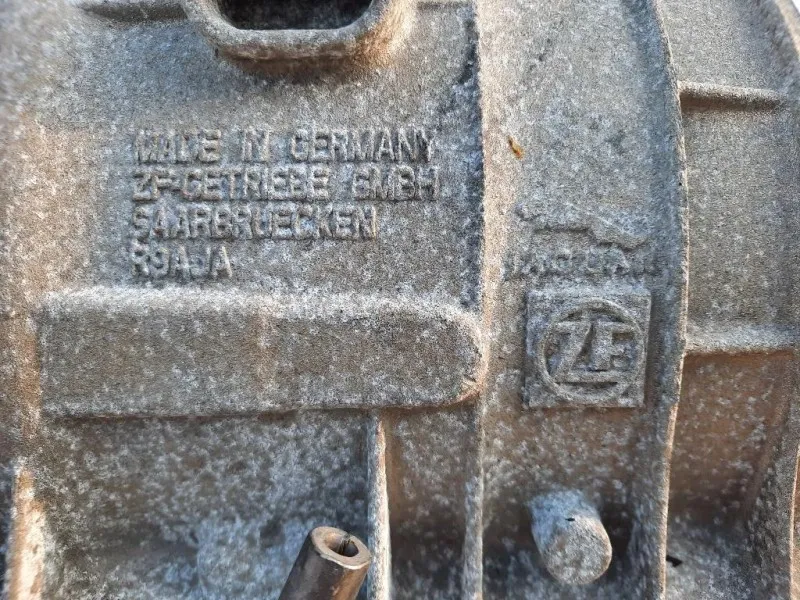 MADE IN GERMANY
ZF-GETRIEBE GMBH
SAARBRUECKEN
R9AJA
ZF